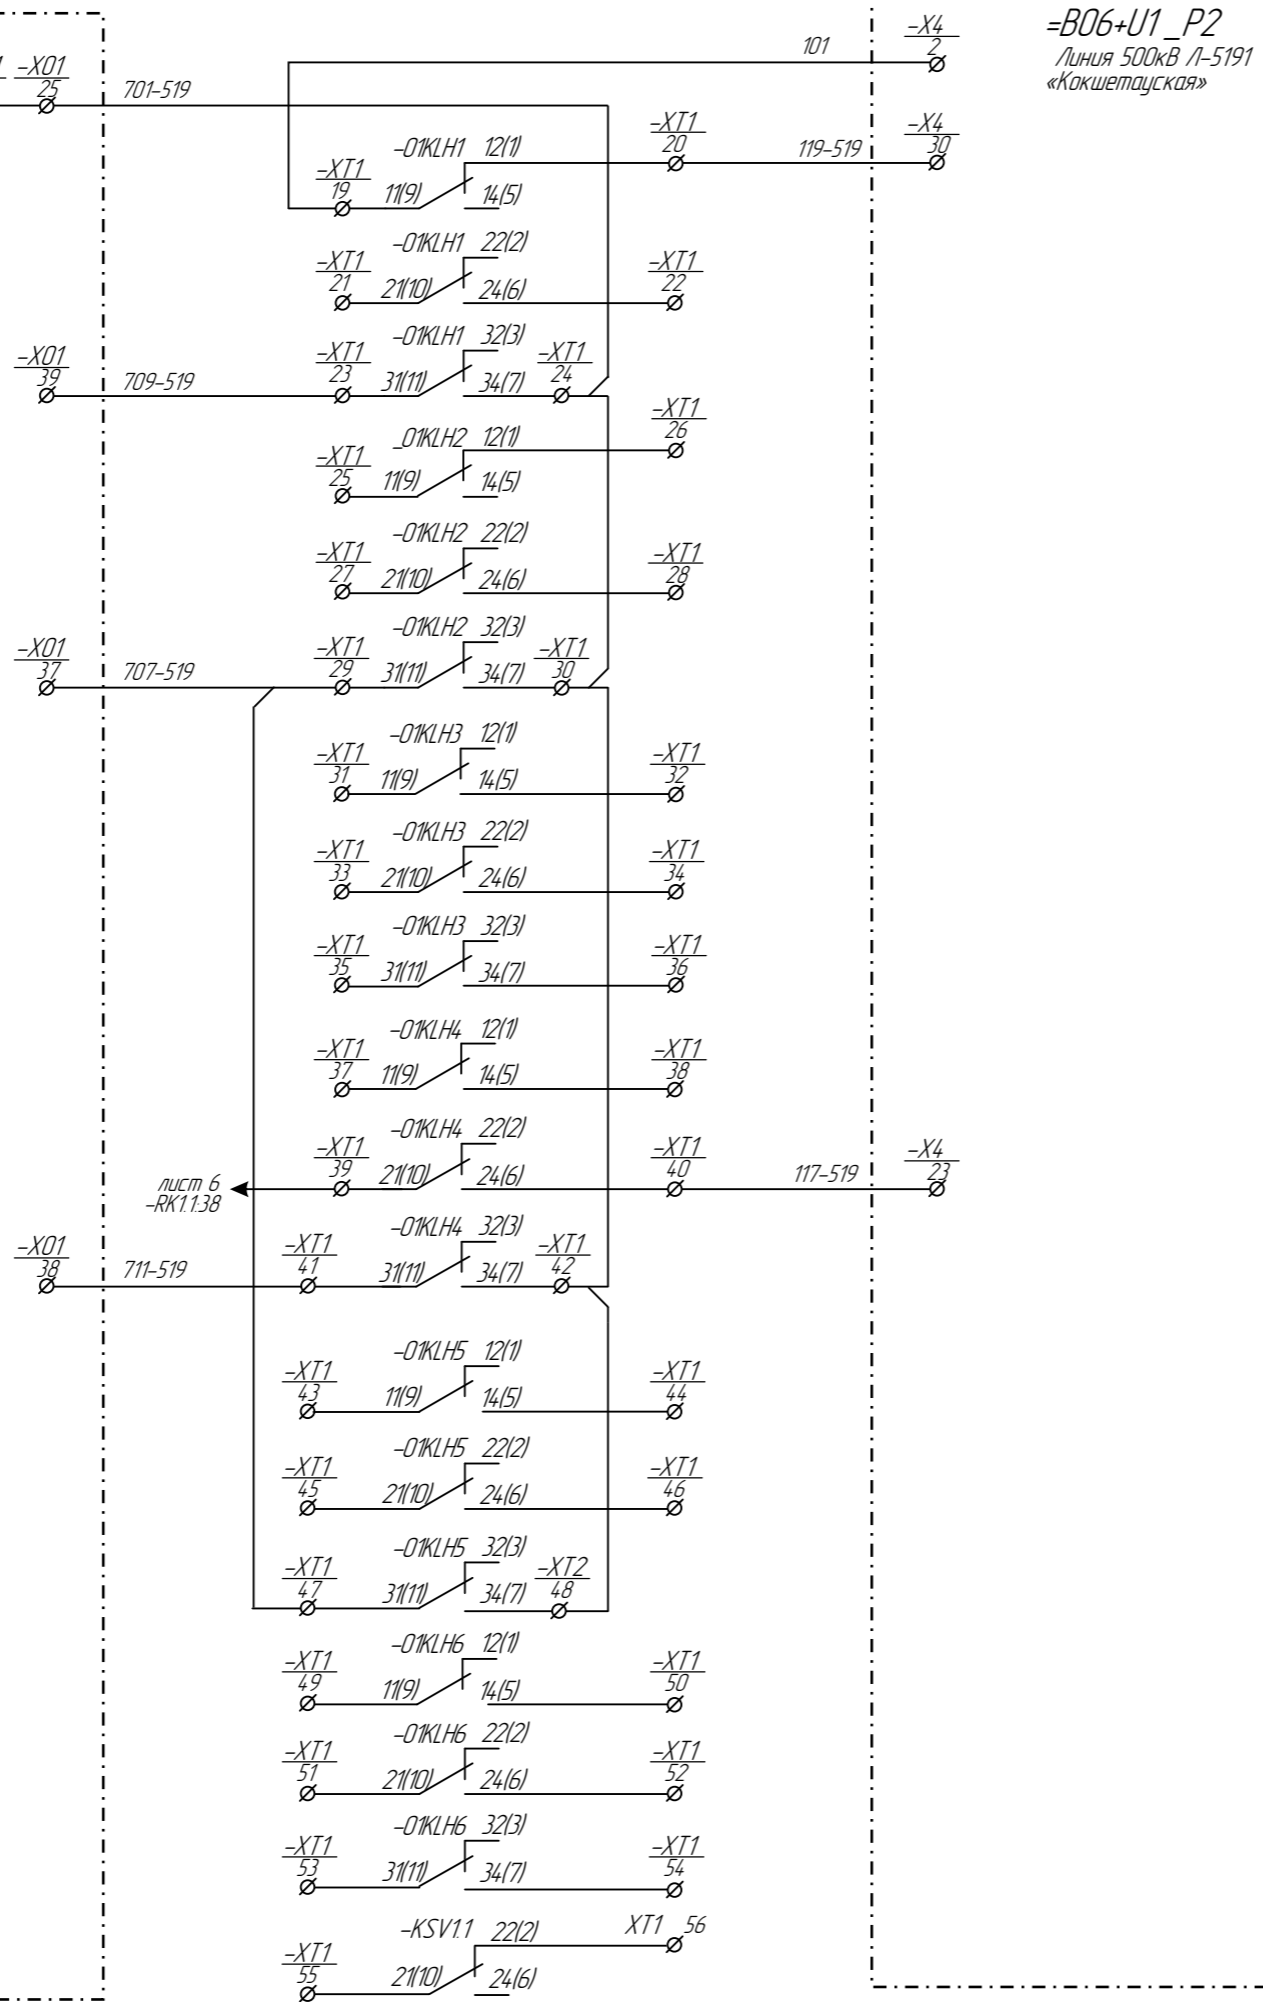 =B06+U1_P2
Линия 500кВ Л-5191
«Кокшетауская»
-X4
2
101
-X01
25
701-519
-XT1
20
-X4
30
119-519
-01KLH1 12(1)
-XT1
19
11(9)
14(5)
-01KLH1 22(2)
-XT1
21
21(10)
24(6)
-XT1
22
-01KLH1 32(3)
-X01
39
709-519
-XT1
23
31(11)
34(7)
-XT1
24
-XT1
26
_01KLH2 12(1)
-XT1
25
11(9)
14(5)
-01KLH2 22(2)
-XT1
27
21(10)
24(6)
-XT1
28
-01KLH2 32(3)
-X01
37
707-519
-XT1
29
31(11)
34(7)
-XT1
30
-01KLH3 12(1)
-XT1
31
11(9)
14(5)
-XT1
32
-01KLH3 22(2)
-XT1
33
21(10)
24(6)
-XT1
34
-01KLH3 32(3)
-XT1
35
31(11)
34(7)
-XT1
36
-01KLH4 12(1)
-XT1
37
11(9)
14(5)
-XT1
38
-01KLH4 22(2)
лист 6
-RK1.1:38
-XT1
39
21(10)
24(6)
-XT1
40
117-519
-X4
23
-01KLH4 32(3)
-X01
38
711-519
-XT1
41
31(11)
34(7)
-XT1
42
-01KLH5 12(1)
-XT1
43
11(9)
14(5)
-XT1
44
-01KLH5 22(2)
-XT1
45
21(10)
24(6)
-XT1
46
-01KLH5 32(3)
-XT1
47
31(11)
34(7)
-XT2
48
-01KLH6 12(1)
-XT1
49
11(9)
14(5)
-XT1
50
-01KLH6 22(2)
-XT1
51
21(10)
24(6)
-XT1
52
-01KLH6 32(3)
-XT1
53
31(11)
34(7)
-XT1
54
-KSV1.1 22(2)
XT1 56
-XT1
55
21(10)
24(6)